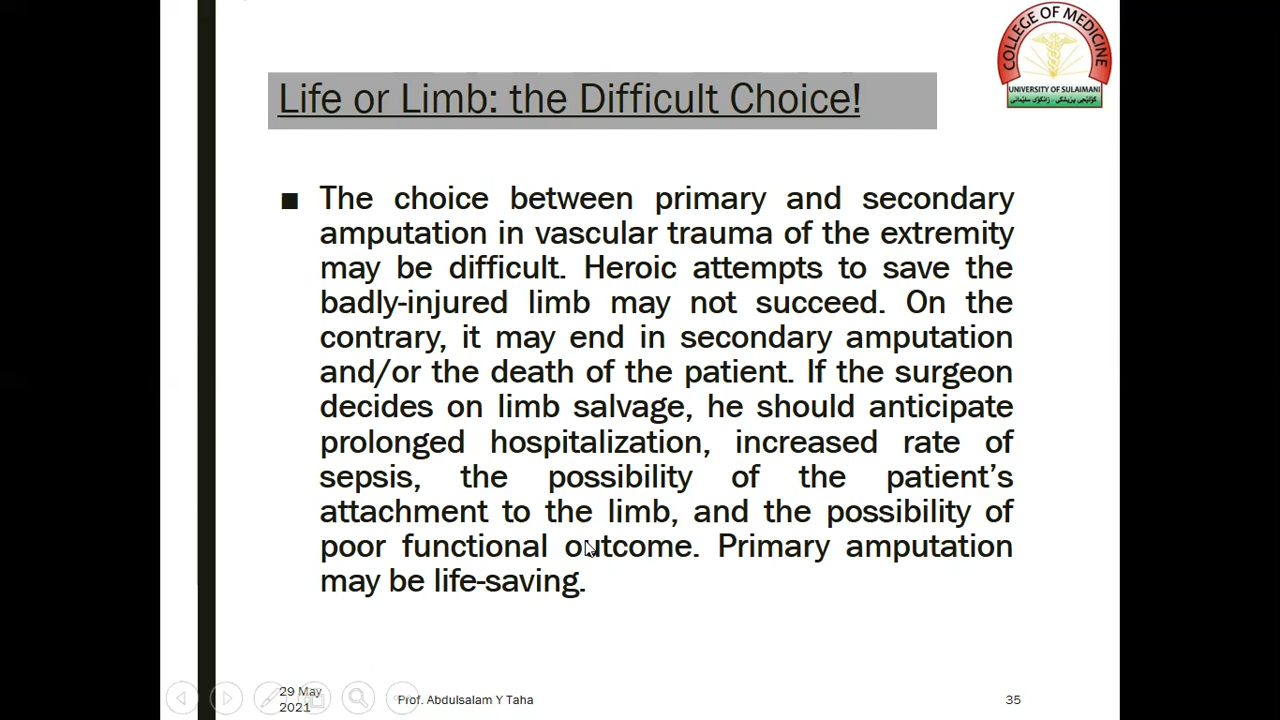 COLLEGE OF MEDICINE
UNIVERSITY OF SULAIMANI
كۆلێجی پزیشکی - زانکۆی سلێمانی
Life or Limb: the Difficult Choice!
■ The choice between primary and secondary
amputation in vascular trauma of the extremity
may be difficult. Heroic attempts to save the
badly-injured limb may not succeed. On the
contrary, it may end in secondary amputation
and/or the death of the patient. If the surgeon
decides on limb salvage, he should anticipate
prolonged hospitalization, increased rate of
sepsis, the possibility of the patient’s
attachment to the limb, and the possibility of
poor functional outcome. Primary amputation
may be life-saving.
29 May
2021
Prof. Abdulsalam Y Taha
35